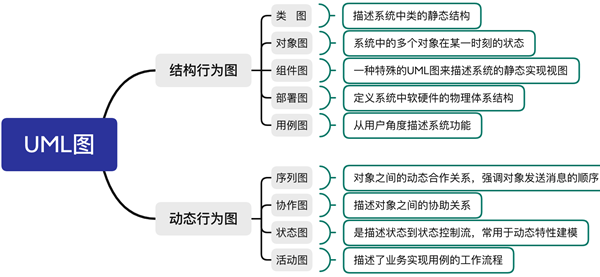 UML图
结构行为图
类 图
描述系统中类的静态结构
对象图
系统中的多个对象在某一时刻的状态
组件图
一种特殊的UML图来描述系统的静态实现视图
部署图
定义系统中软硬件的物理体系结构
用例图
从用户角度描述系统功能
动态行为图
序列图
对象之间的动态合作关系，强调对象发送消息的顺序
协作图
描述对象之间的协助关系
状态图
是描述状态到状态控制流，常用于动态特性建模
活动图
描述了业务实现用例的工作流程